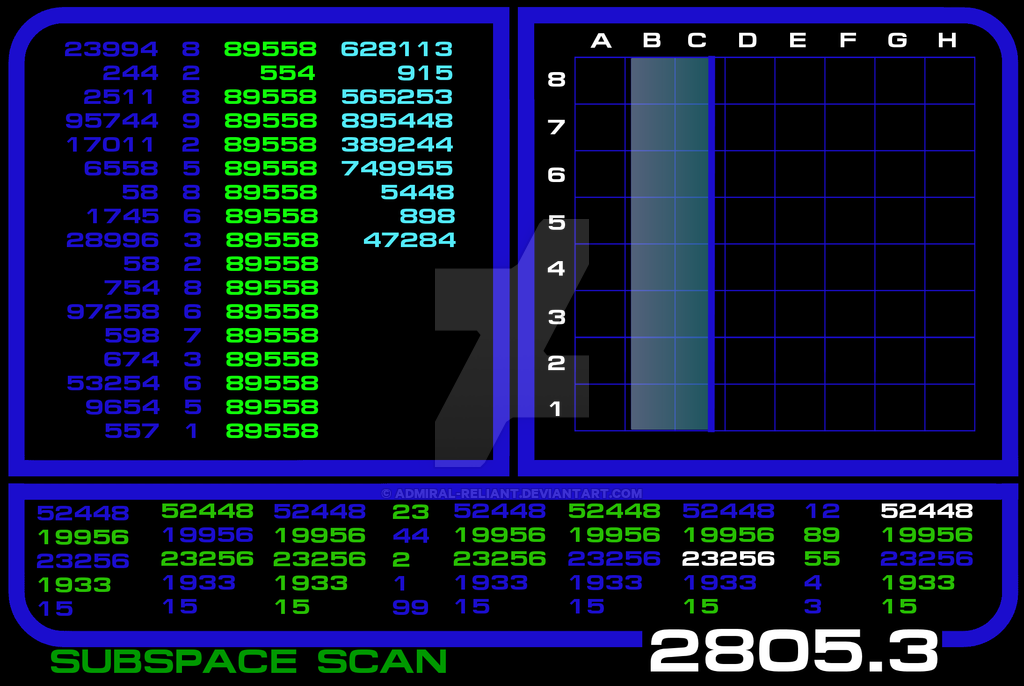 23994 8 89558 628113
244 2 554 915
2511 8 89558 565253
95744 9 89558 895448
17011 2 89558 389244
6558 5 89558 749955
58 8 89558 5448
1745 6 89558 898
28996 3 89558 47284
58 2 89558
754 8 89558
97258 6 89558
598 7 89558
674 3 89558
53254 6 89558
9654 5 89558
557 1 89558
A B C D E F G H
8
7
6
5
4
3
2
1
© ADMIRAL-RELIANT.DEVIANTART.COM
52448 52448 52448 23 52448 52448 52448 12 52448
19956 19956 19956 44 19956 19956 19956 89 19956
23256 23256 23256 2 23256 23256 23256 55 23256
1933 1933 1933 1 1933 1933 1933 4 1933
15 15 15 99 15 15 15 3 15
SUBSPACE SCAN
2805.3